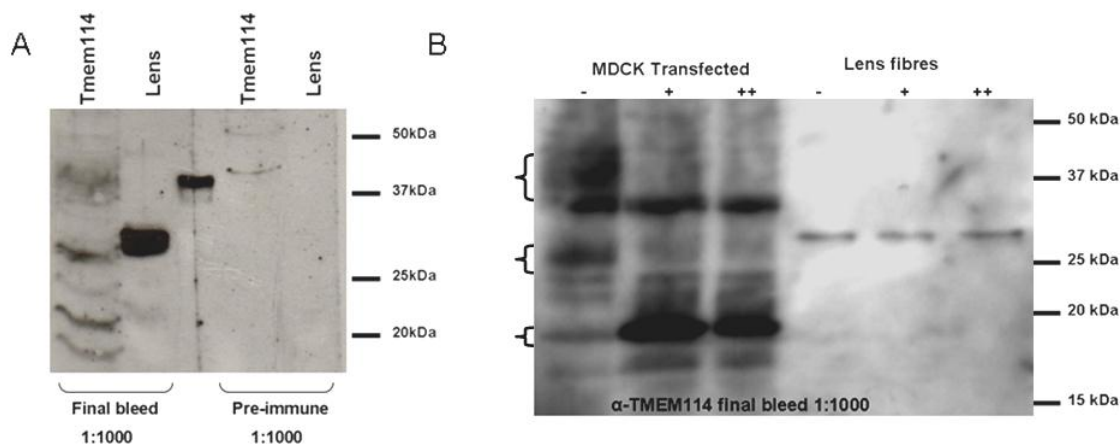 A
Tmem114
Lens
Tmem114
Lens
50kDa
37kDa
25kDa
20kDa
Final bleed
1:1000
Pre-immune
1:1000
B
MDCK Transfected
Lens fibres
- + ++ - + ++
50 kDa
37 kDa
25 kDa
20 kDa
15 kDa
α-TMEM114 final bleed 1:1000